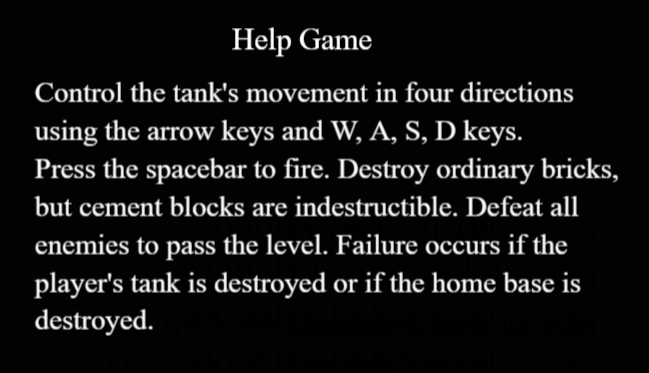 Help Game
Control the tank's movement in four directions
using the arrow keys and W, A, S, D keys.
Press the spacebar to fire. Destroy ordinary bricks,
but cement blocks are indestructible. Defeat all
enemies to pass the level. Failure occurs if the
player's tank is destroyed or if the home base is
destroyed.